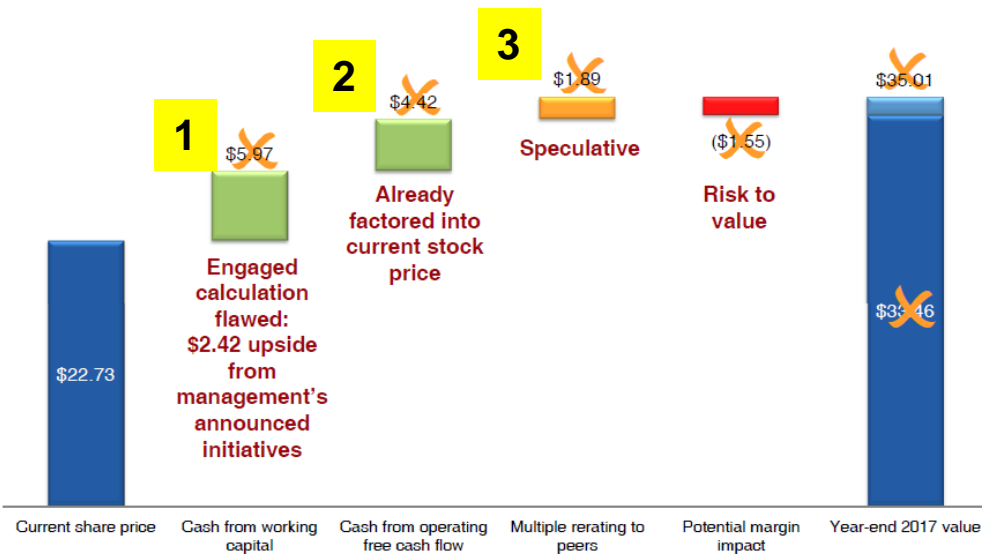 3
2
1
$1.89
$35.01
$4.42
$5.97
Speculative
($1.55)
Already
factored into
current stock
price
Risk to
value
Engaged
calculation
flawed:
$2.42 upside
from
management’s
announced
initiatives
$33.46
$22.73
Current share price
Cash from working
capital
Cash from operating
free cash flow
Multiple rerating to
peers
Potential margin
impact
Year-end 2017 value